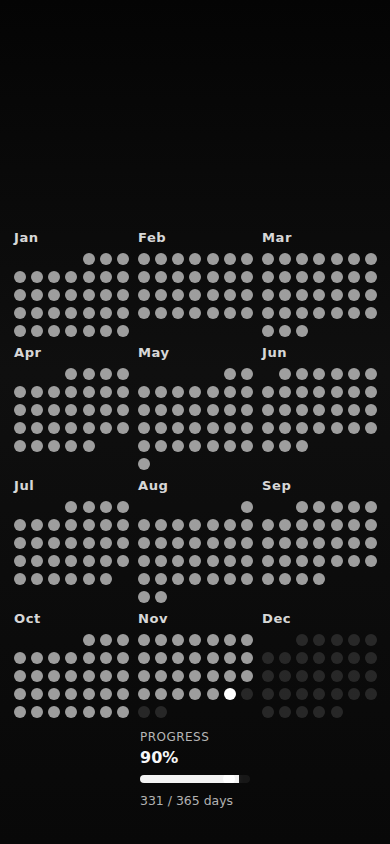 Jan Feb Mar
Apr May Jun
Jul Aug Sep
Oct Nov Dec
PROGRESS
90%
331 / 365 days